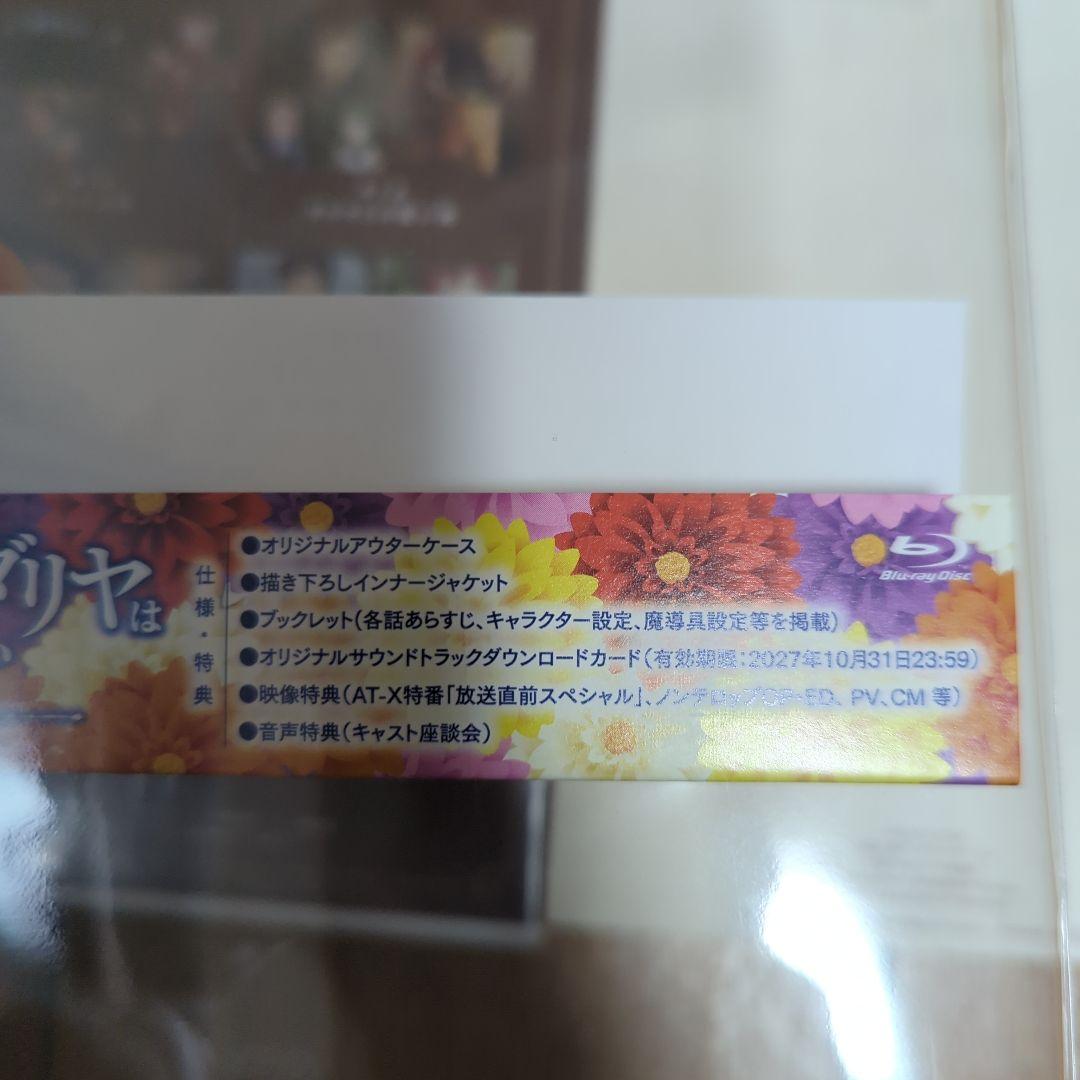 ダリヤは
仕様・特典
●オリジナルアウターケース
●描き下ろしインナージャケット
●ブックレット(各話あらすじ、キャラクター設定、魔導具設定等を掲載)
●オリジナルサウンドトラックダウンロードカード(有効期限:2027年10月31日23:59)
●映像特典(AT-X特番「放送直前スペシャル」、ノンテロップOP・ED、PV、CM 等)
●音声特典(キャスト座談会)
Blu-ray Disc